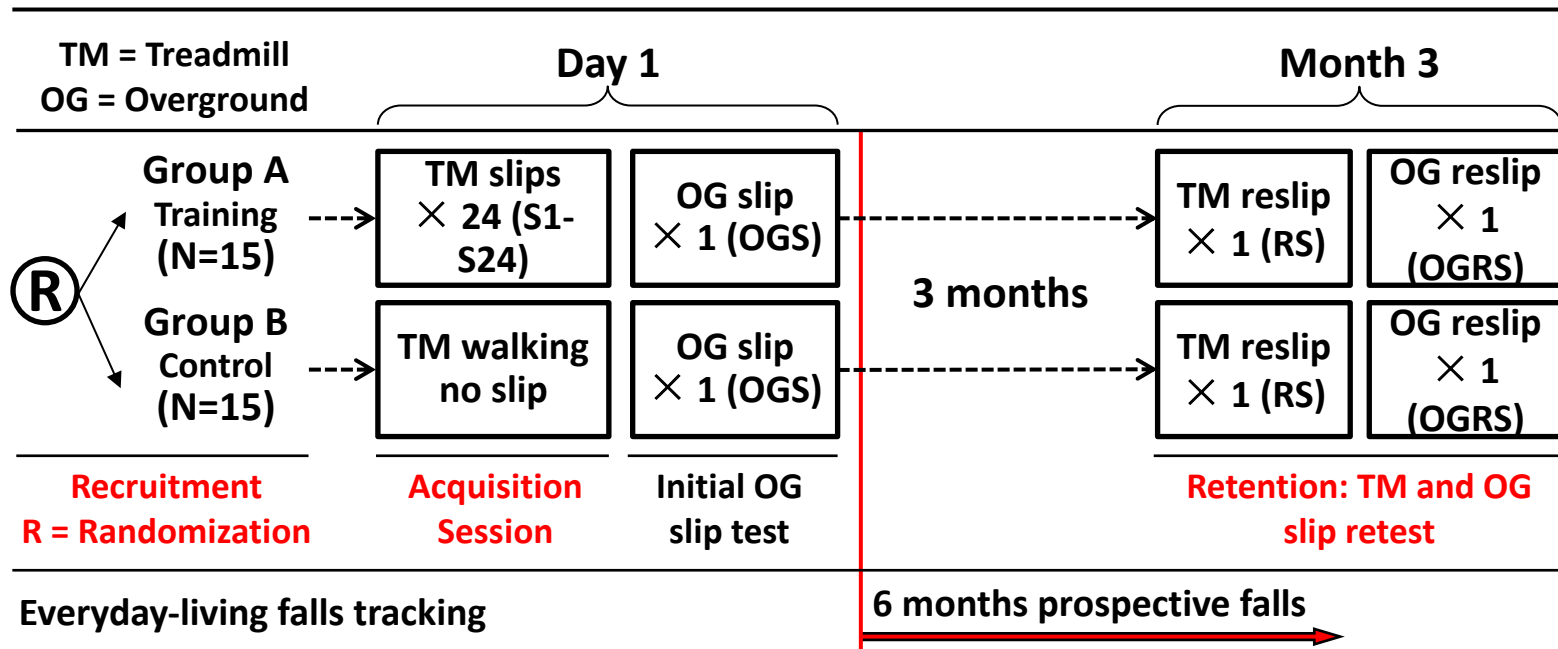 TM = Treadmill
OG = Overground
Day 1
Month 3
R
Group A
Training
(N=15)
TM slips
× 24 (S1-
S24)
OG slip
× 1 (OGS)
TM reslip
× 1 (RS)
OG reslip
× 1
(OGRS)
3 months
Group B
Control
(N=15)
TM walking
no slip
OG slip
× 1 (OGS)
TM reslip
× 1 (RS)
OG reslip
× 1
(OGRS)
Recruitment
R = Randomization
Acquisition
Session
Initial OG
slip test
Retention: TM and OG
slip retest
Everyday-living falls tracking
6 months prospective falls